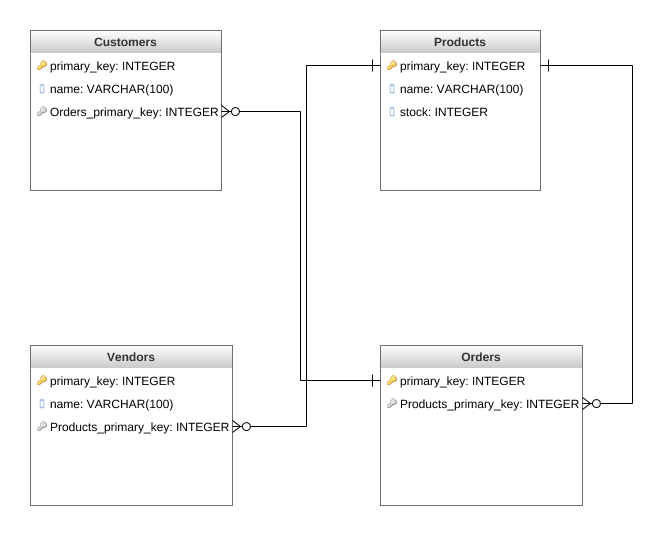 Customers
primary_key: INTEGER
name: VARCHAR(100)
Orders_primary_key: INTEGER
Products
primary_key: INTEGER
name: VARCHAR(100)
stock: INTEGER
Vendors
primary_key: INTEGER
name: VARCHAR(100)
Products_primary_key: INTEGER
Orders
primary_key: INTEGER
Products_primary_key: INTEGER